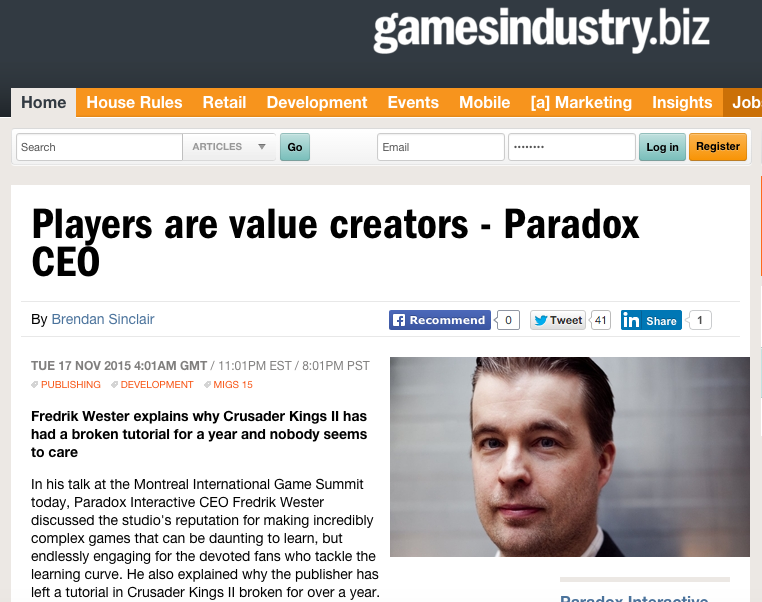 gamesindustry.biz
Home House Rules Retail Development Events Mobile [a] Marketing Insights Job
Search ARTICLES Go Email Log in Register
Players are value creators - Paradox
CEO
By Brendan Sinclair Recommend 0 Tweet 41 in Share 1
TUE 17 NOV 2015 4:01AM GMT / 11:01PM EST / 8:01PM PST
PUBLISHING DEVELOPMENT MIGS 15
Fredrik Wester explains why Crusader Kings II has
had a broken tutorial for a year and nobody seems
to care
In his talk at the Montreal International Game Summit
today, Paradox Interactive CEO Fredrik Wester
discussed the studio's reputation for making incredibly
complex games that can be daunting to learn, but
endlessly engaging for the devoted fans who tackle the
learning curve. He also explained why the publisher has
left a tutorial in Crusader Kings II broken for over a year.
Paradox Interactive